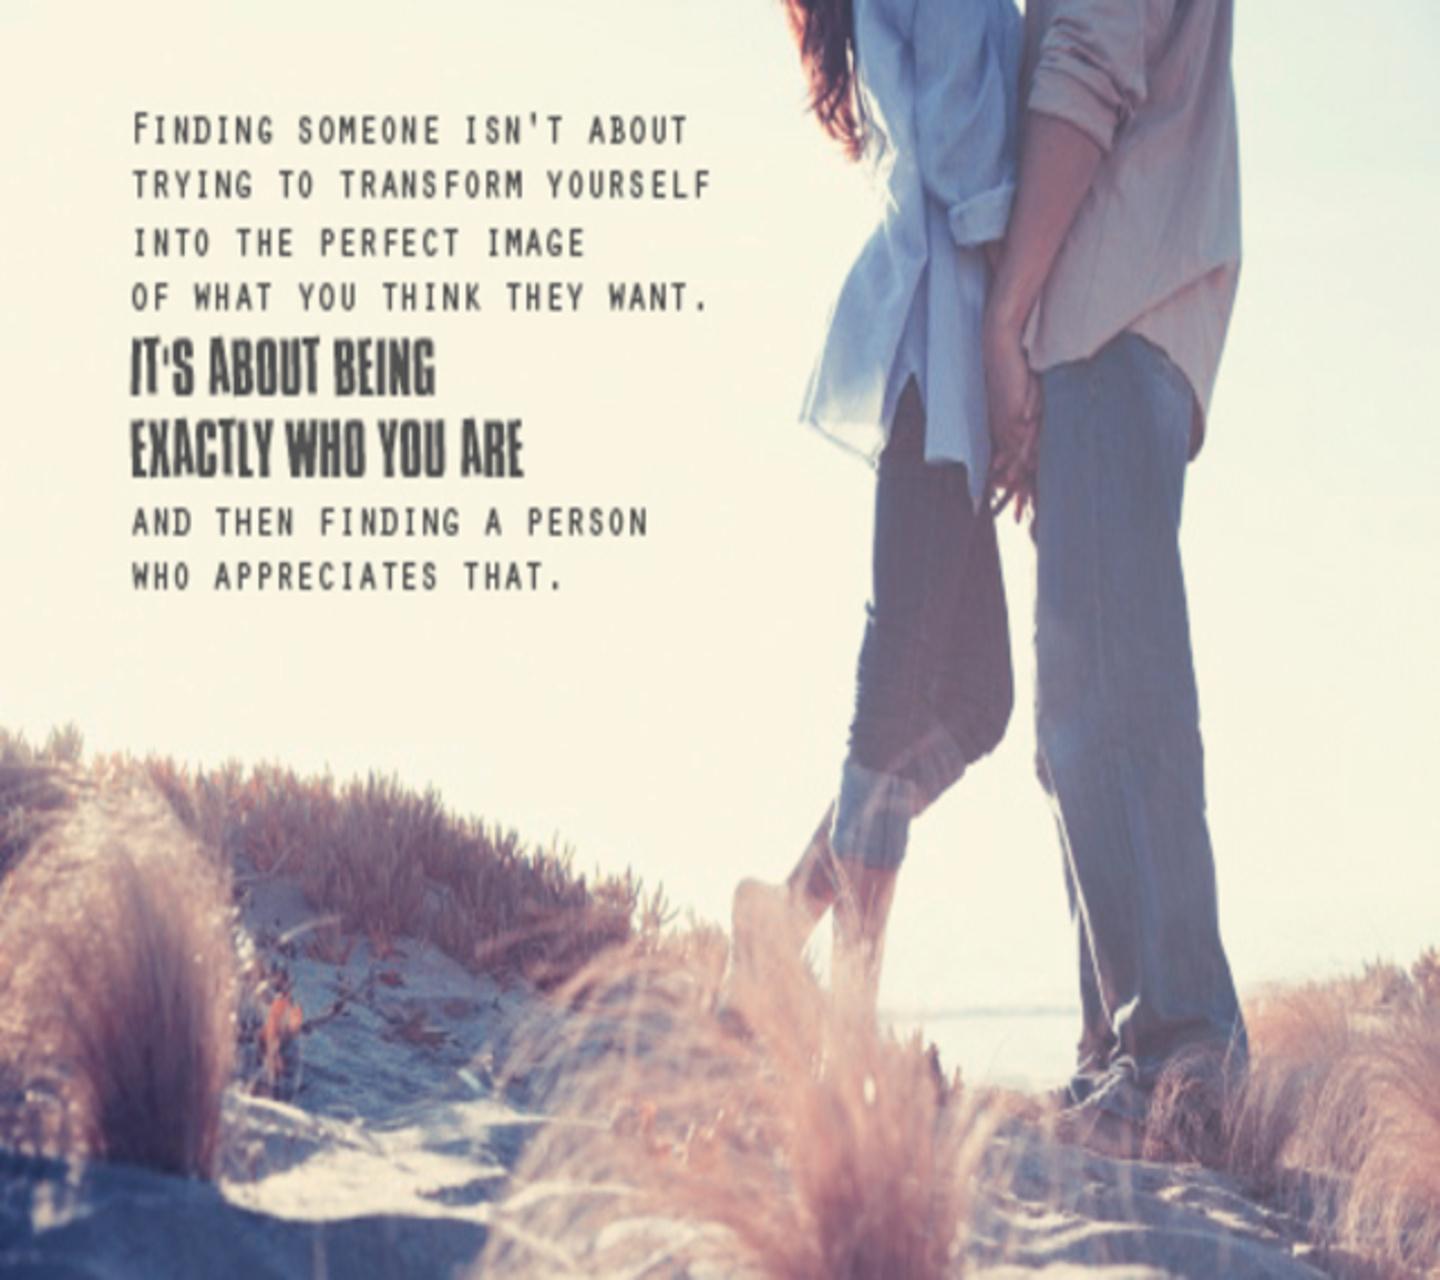 FINDING SOMEONE ISN'T ABOUT
TRYING TO TRANSFORM YOURSELF
INTO THE PERFECT IMAGE
OF WHAT YOU THINK THEY WANT.
IT'S ABOUT BEING
EXACTLY WHO YOU ARE
AND THEN FINDING A PERSON
WHO APPRECIATES THAT.